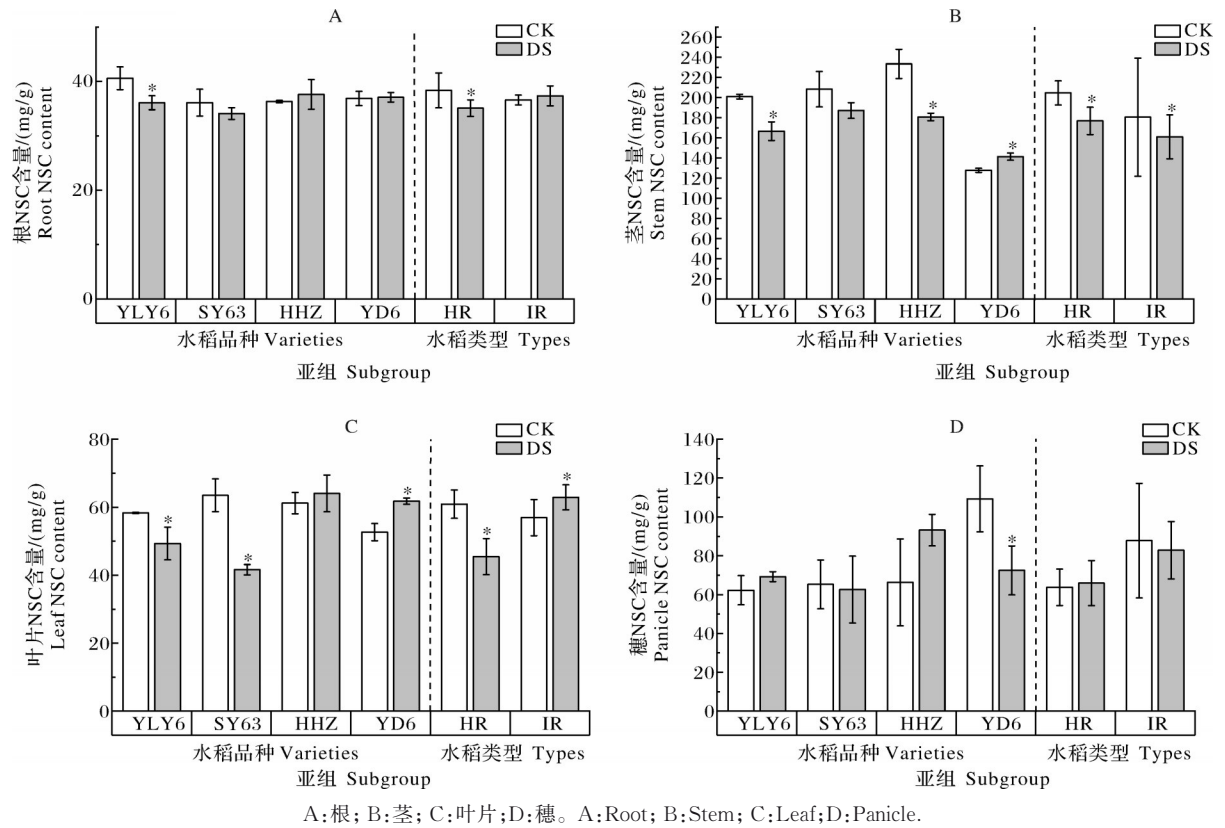 A
CK
DS
根NSC含量/(mg/g)
Root NSC content
40
20
0
*
*
YLY6 SY63 HHZ YD6 HR IR
水稻品种 Varieties 水稻类型 Types
亚组 Subgroup
B
CK
DS
茎NSC含量/(mg/g)
Stem NSC content
260
240
220
200
180
160
140
120
100
80
60
40
20
0
*
*
*
*
*
YLY6 SY63 HHZ YD6 HR IR
水稻品种 Varieties 水稻类型 Types
亚组 Subgroup
C
CK
DS
叶片NSC含量/(mg/g)
Leaf NSC content
80
60
40
20
0
*
*
*
*
*
YLY6 SY63 HHZ YD6 HR IR
水稻品种 Varieties 水稻类型 Types
亚组 Subgroup
D
CK
DS
穗NSC含量/(mg/g)
Panicle NSC content
140
120
100
80
60
40
20
0
*
YLY6 SY63 HHZ YD6 HR IR
水稻品种 Varieties 水稻类型 Types
亚组 Subgroup
A:根; B:茎; C:叶片;D:穗。A:Root; B:Stem; C:Leaf;D:Panicle.